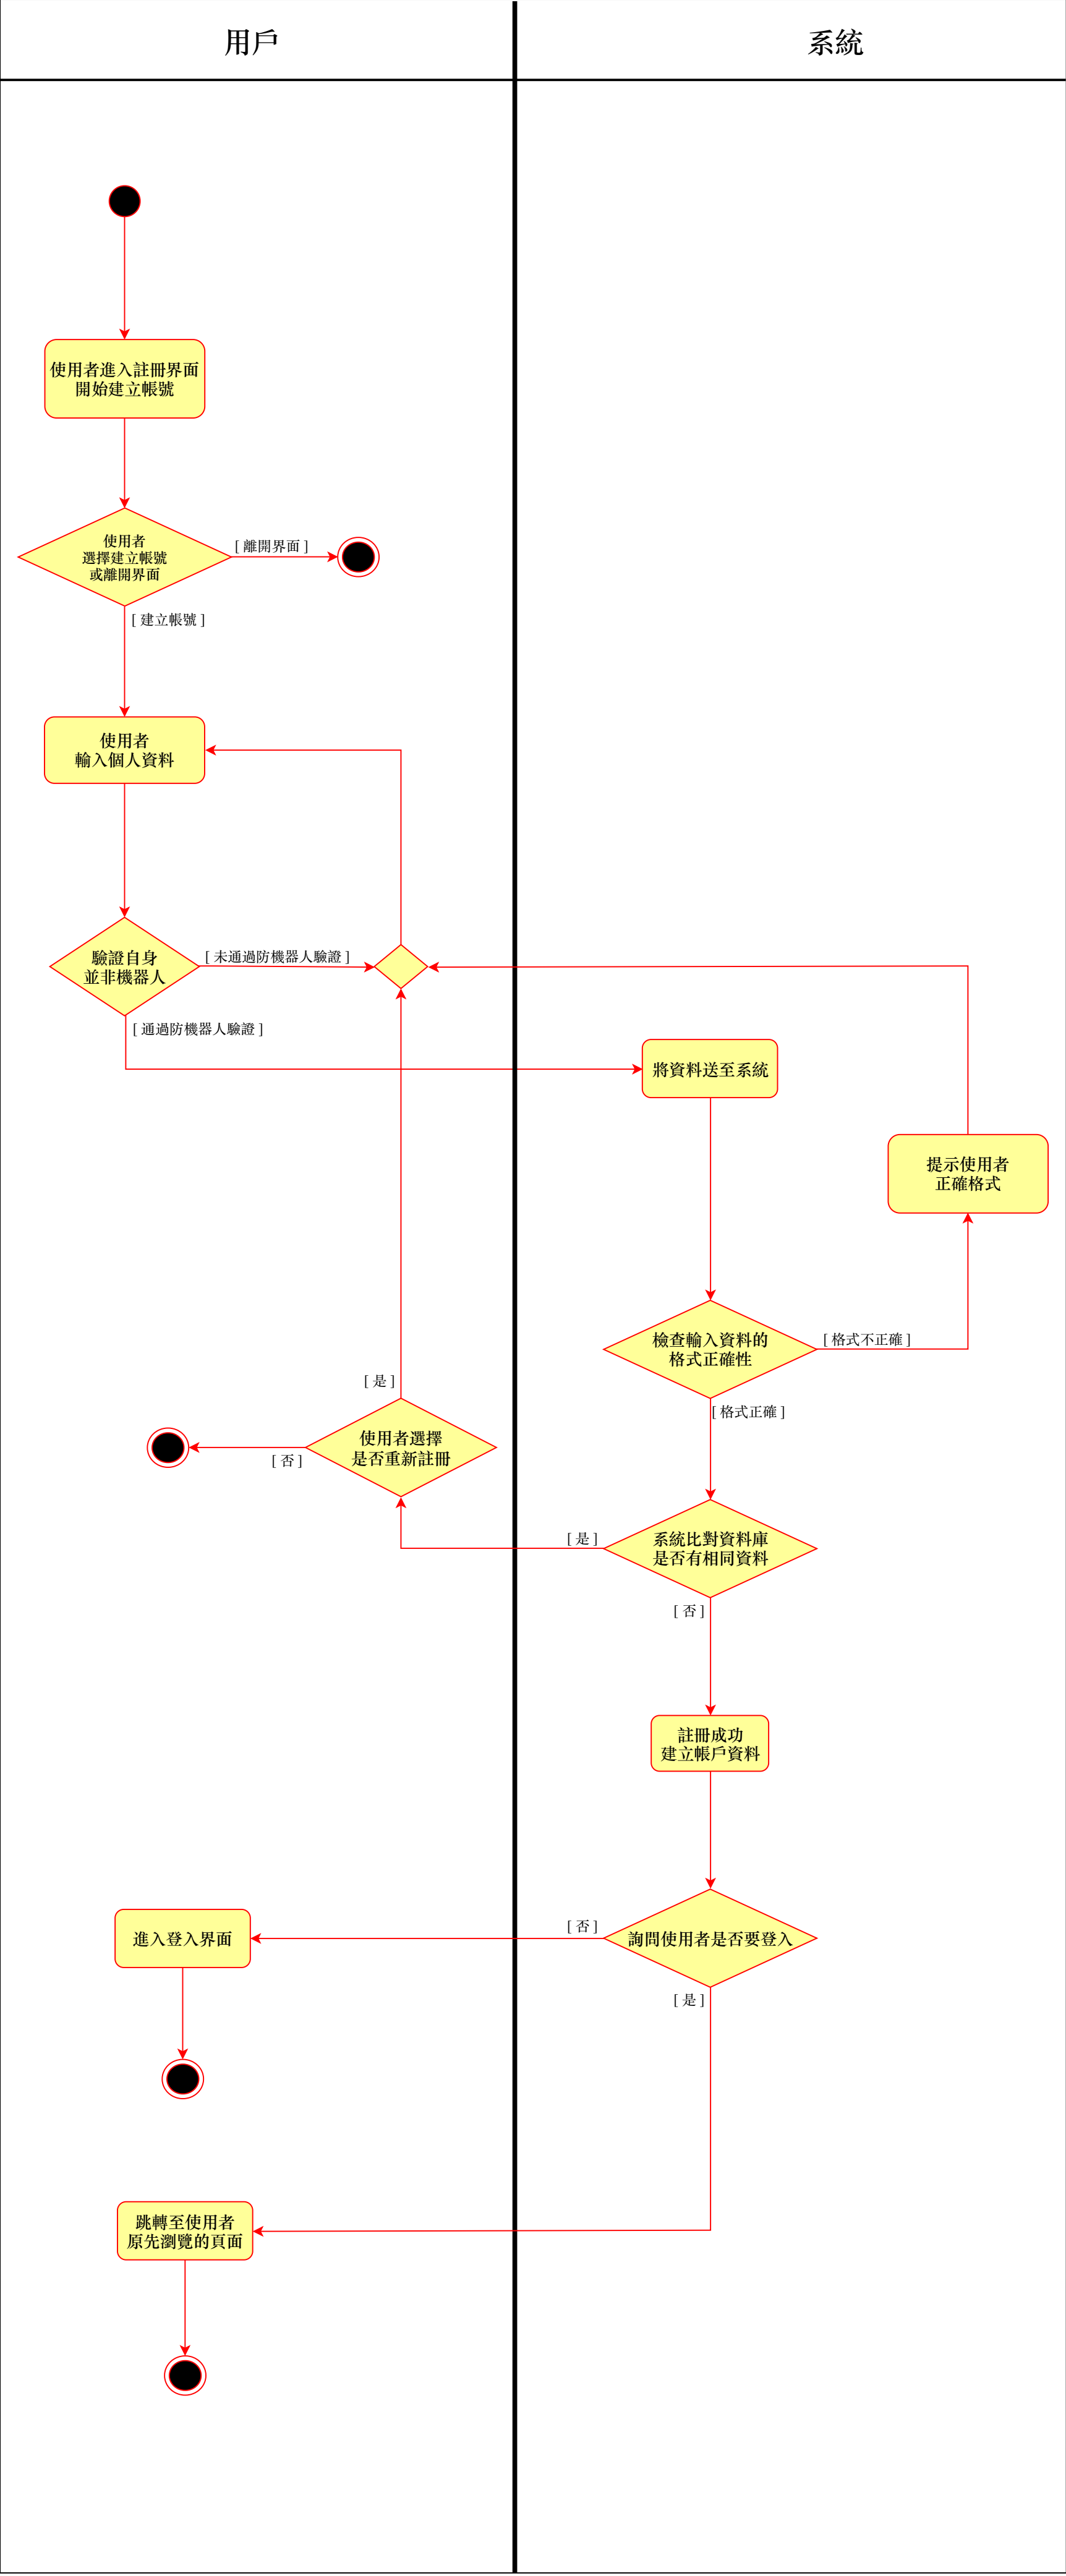 用戶
系統
使用者進入註冊界面
開始建立帳號
使用者
選擇建立帳號
或離開界面
[ 離開界面 ]
[ 建立帳號 ]
使用者
輸入個人資料
驗證自身
並非機器人
[ 未通過防機器人驗證 ]
[ 通過防機器人驗證 ]
將資料送至系統
提示使用者
正確格式
檢查輸入資料的
格式正確性
[ 格式不正確 ]
[ 格式正確 ]
[ 是 ]
使用者選擇
是否重新註冊
[ 否 ]
[ 是 ]
系統比對資料庫
是否有相同資料
[ 否 ]
註冊成功
建立帳戶資料
進入登入界面
[ 否 ]
詢問使用者是否要登入
[ 是 ]
跳轉至使用者
原先瀏覽的頁面